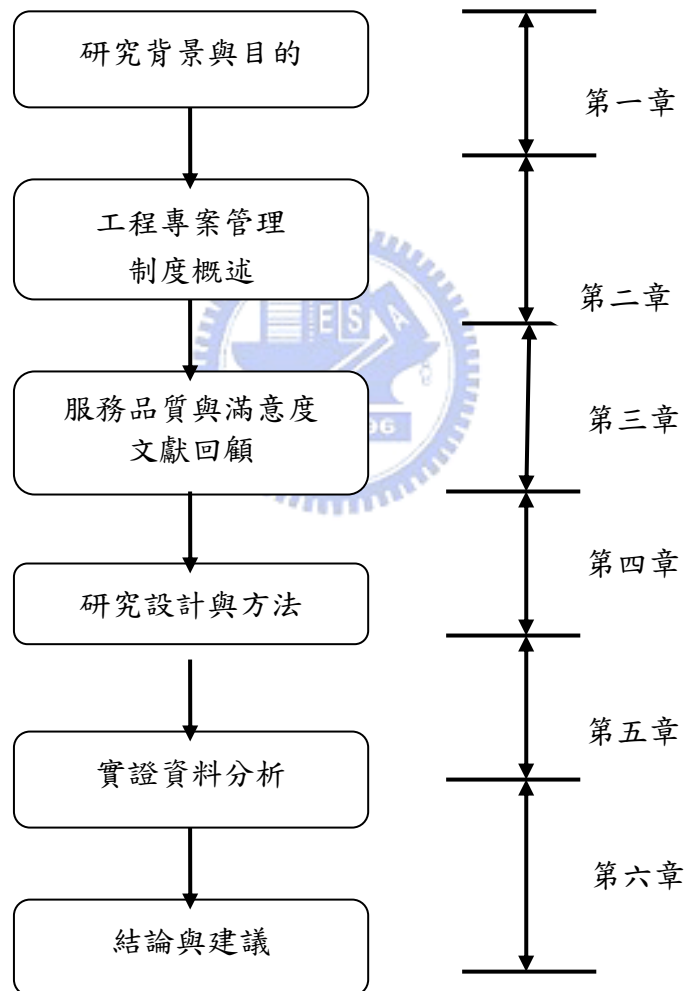 研究背景與目的
第一章
工程專案管理
制度概述
第二章
服務品質與滿意度
文獻回顧
第三章
研究設計與方法
第四章
實證資料分析
第五章
結論與建議
第六章
E S A
96